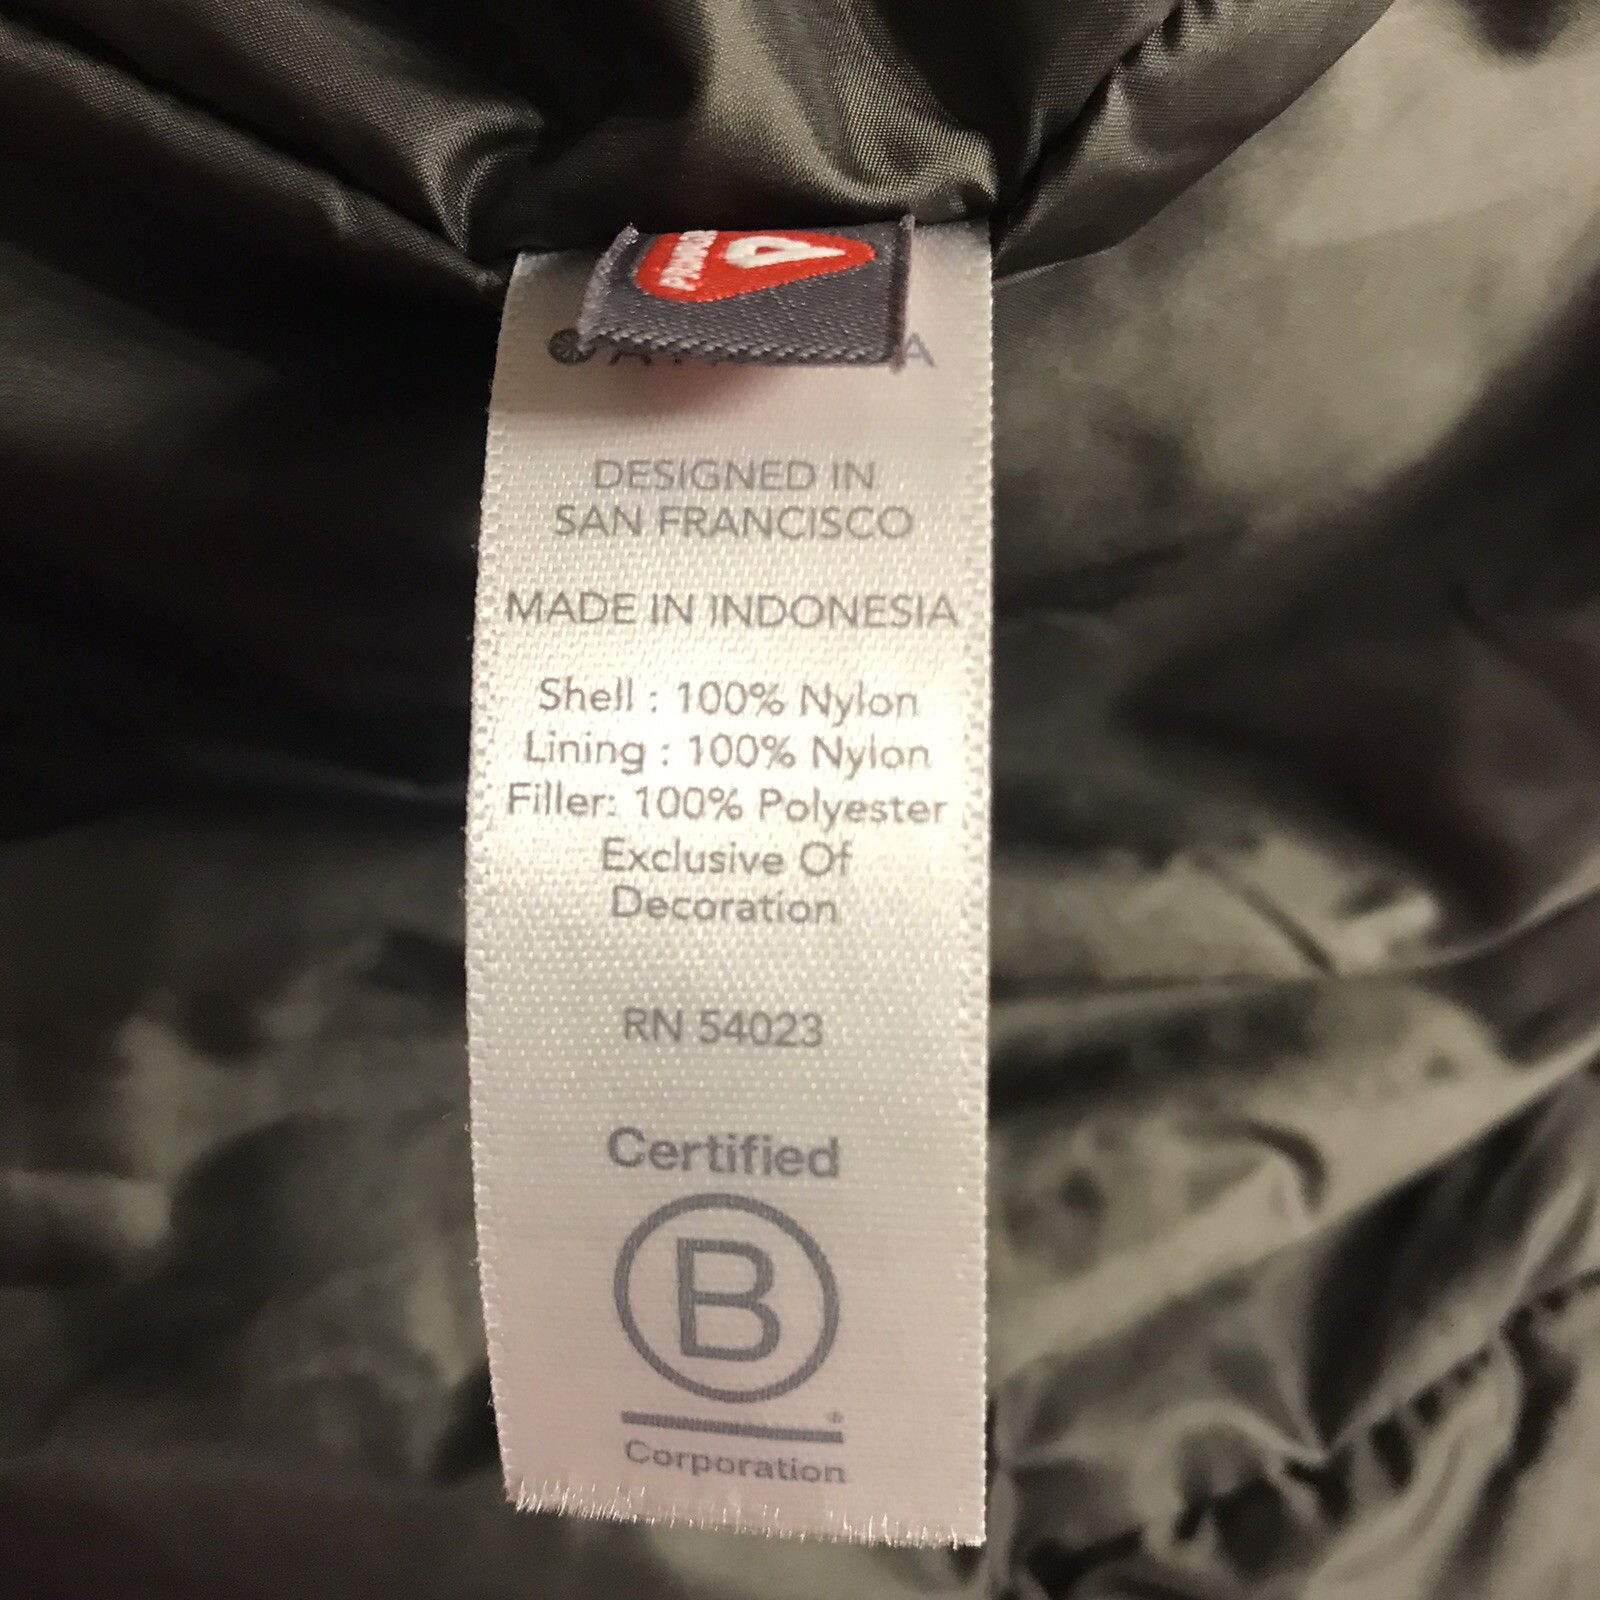 DESIGNED IN
SAN FRANCISCO
MADE IN INDONESIA
Shell : 100% Nylon
Lining : 100% Nylon
Filler: 100% Polyester
Exclusive Of
Decoration
RN 54023
Certified
B
®
Corporation